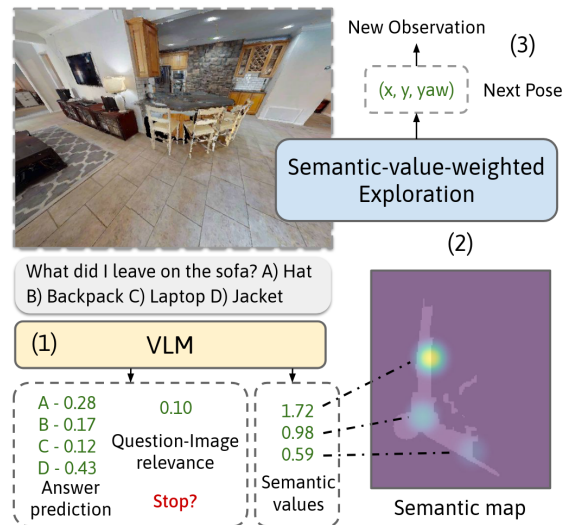 New Observation
(3)
(x, y, yaw)
Next Pose
Semantic-value-weighted
Exploration
(2)
What did I leave on the sofa? A) Hat
B) Backpack C) Laptop D) Jacket
(1)
VLM
A - 0.28
B - 0.17
C - 0.12
D - 0.43
Answer
prediction
0.10
Question-Image
relevance
Stop?
1.72
0.98
0.59
Semantic
values
Semantic map